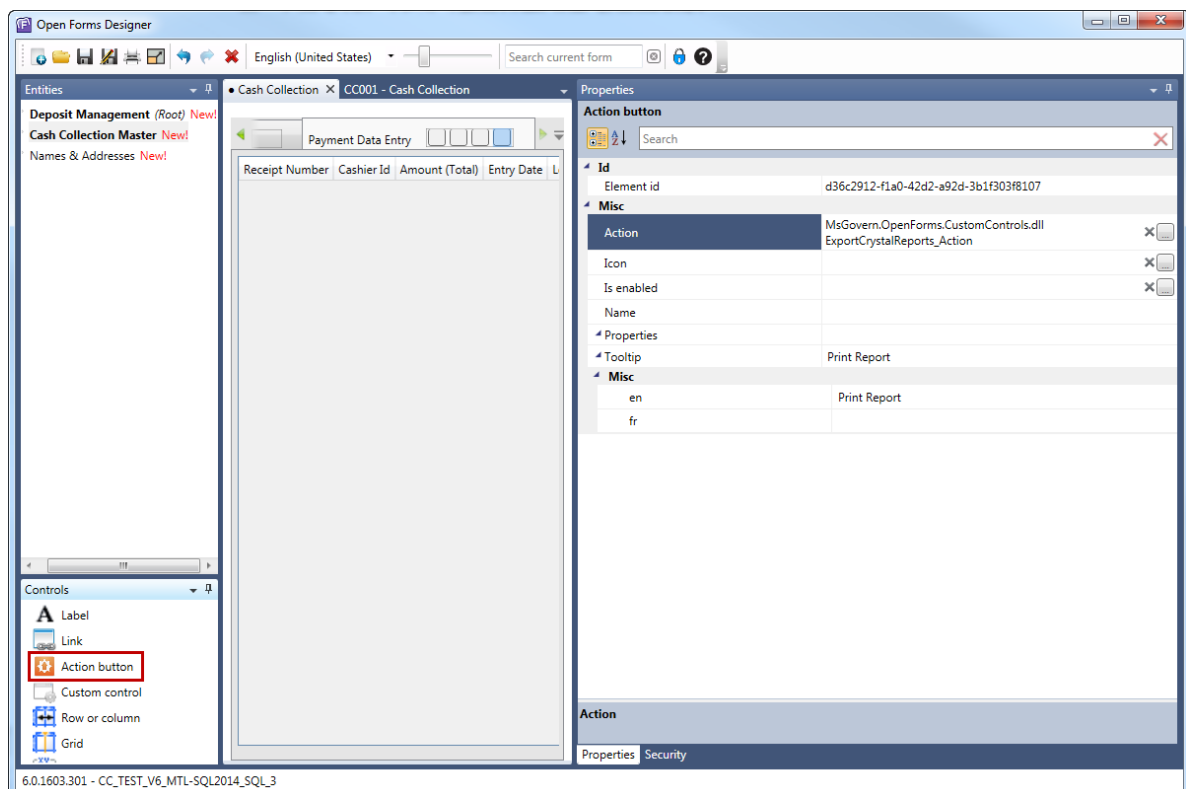 Open Forms Designer
English (United States)
Search current form
Entities
Deposit Management (Root) New!
Cash Collection Master New!
Names & Addresses New!
Controls
Label
Link
Action button
Custom control
Row or column
Grid
• Cash Collection
CC001 - Cash Collection
Payment Data Entry
Receipt Number Cashier Id Amount (Total) Entry Date
Properties
Action button
Search
Id
Element id d36c2912-f1a0-42d2-a92d-3b1f303f8107
Misc
Action MsGovern.OpenForms.CustomControls.dll
ExportCrystalReports_Action
Icon
Is enabled
Name
Properties
Tooltip Print Report
Misc
en Print Report
fr
Action
Properties Security
6.0.1603.301 - CC_TEST_V6_MTL-SQL2014_SQL_3